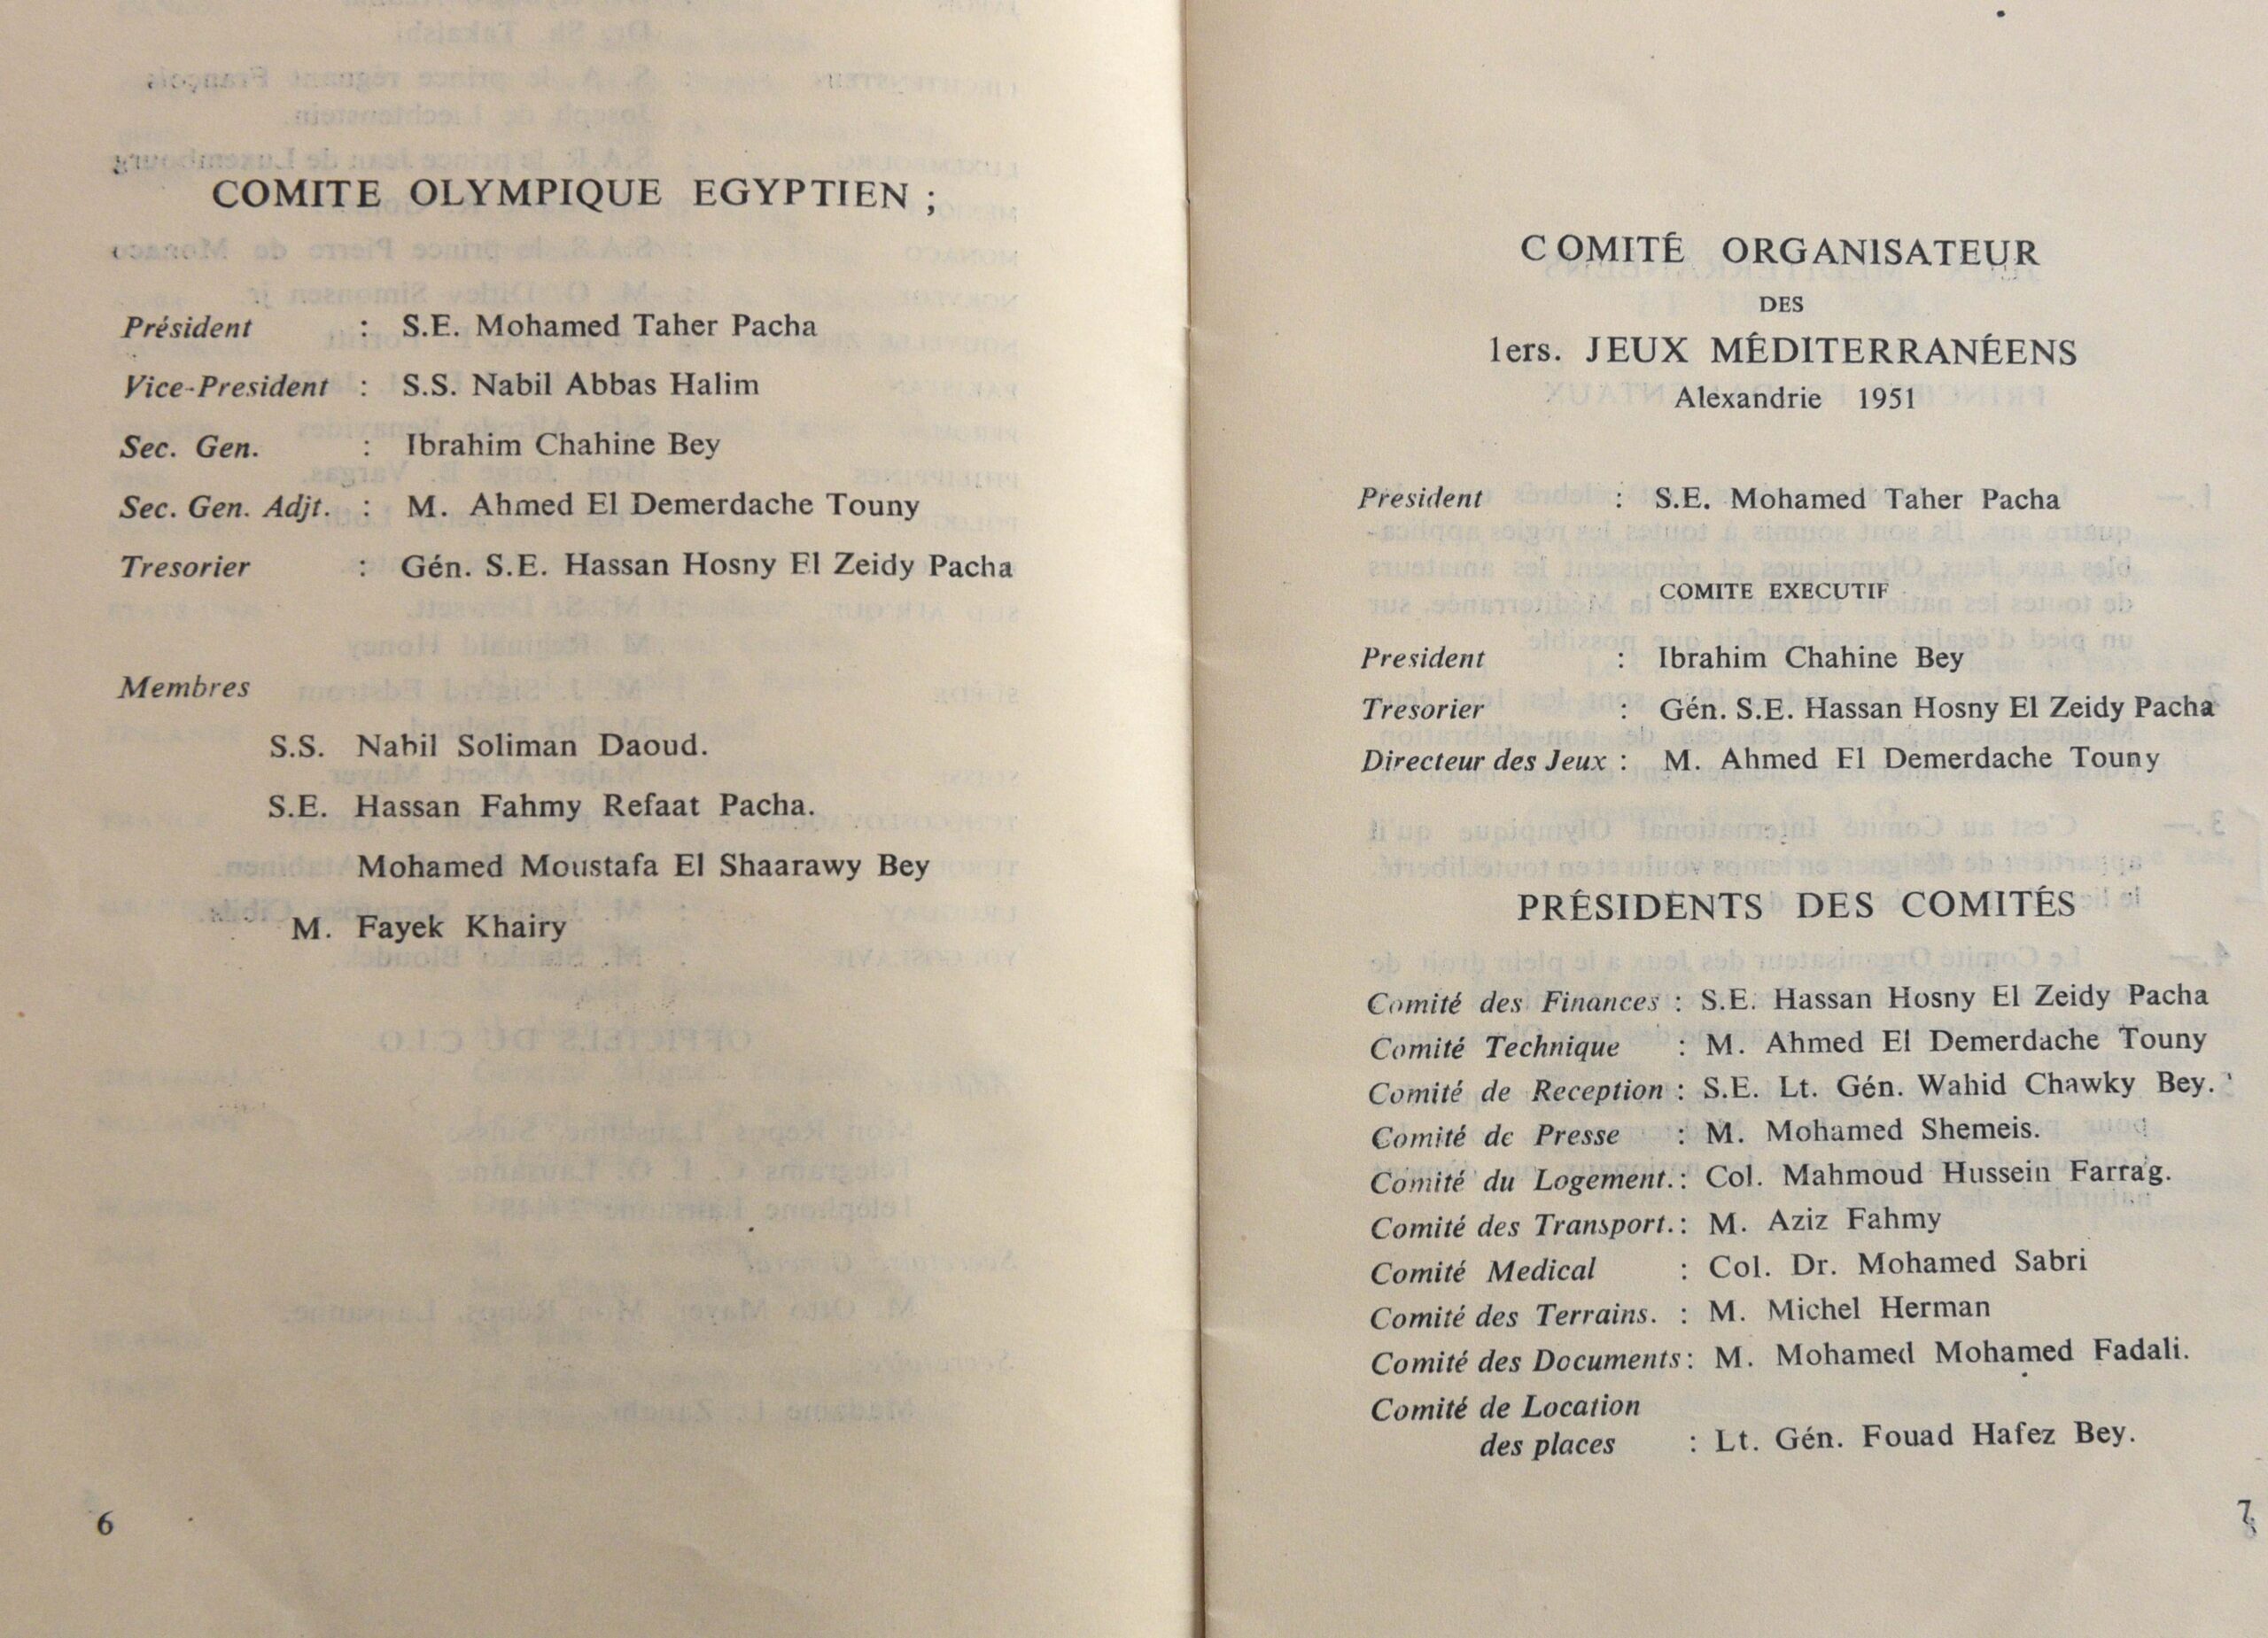 COMITE OLYMPIQUE EGYPTIEN ;
Président : S.E. Mohamed Taher Pacha
Vice-President : S.S. Nabil Abbas Halim
Sec. Gen. : Ibrahim Chahine Bey
Sec. Gen. Adjt. : M. Ahmed El Demerdache Touny
Tresorier : Gén. S.E. Hassan Hosny El Zeidy Pacha
Membres
S.S. Nabil Soliman Daoud.
S.E. Hassan Fahmy Refaat Pacha.
Mohamed Moustafa El Shaarawy Bey
M. Fayek Khairy
6
COMITÉ ORGANISATEUR
DES
1ers. JEUX MÉDITERRANÉENS
Alexandrie 1951
President : S.E. Mohamed Taher Pacha
COMITE EXECUTIF
President : Ibrahim Chahine Bey
Tresorier : Gén. S.E. Hassan Hosny El Zeidy Pacha
Directeur des Jeux : M. Ahmed El Demerdache Touny
PRÉSIDENTS DES COMITÉS
Comité des Finances : S.E. Hassan Hosny El Zeidy Pacha
Comité Technique : M. Ahmed El Demerdache Touny
Comité de Reception : S.E. Lt. Gén. Wahid Chawky Bey.
Comité de Presse : M. Mohamed Shemeis.
Comité du Logement. : Col. Mahmoud Hussein Farrag.
Comité des Transport. : M. Aziz Fahmy
Comité Medical : Col. Dr. Mohamed Sabri
Comité des Terrains. : M. Michel Herman
Comité des Documents : M. Mohamed Mohamed Fadali.
Comité de Location
des places : Lt. Gén. Fouad Hafez Bey.
7